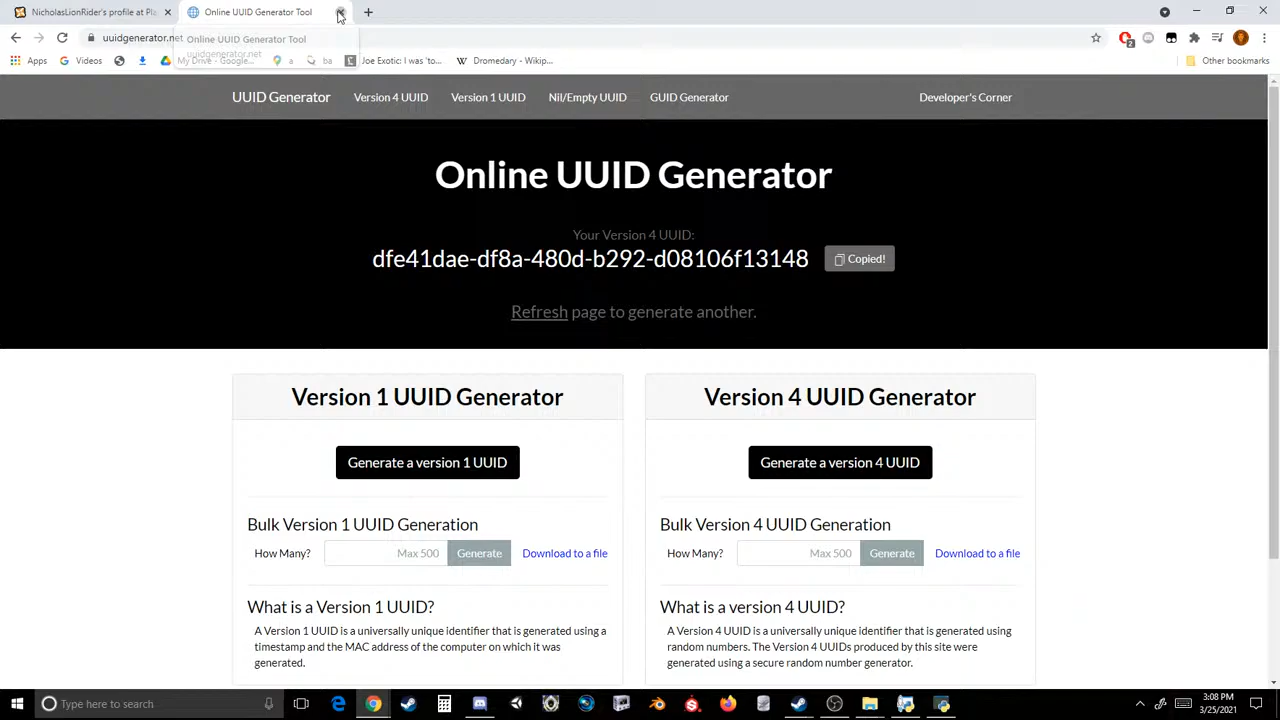 NicholasLionRider's profile at Pla
Online UUID Generator Tool
uuidgenerator.net
Online UUID Generator Tool
uuidgenerator.net
Apps
Videos
My Drive - Google...
a
ba
Joe Exotic: I was 'to...
Dromedary - Wikip...
Other bookmarks
UUID Generator
Version 4 UUID
Version 1 UUID
Nil/Empty UUID
GUID Generator
Developer's Corner
Online UUID Generator
Your Version 4 UUID:
dfe41dae-df8a-480d-b292-d08106f13148
Copied!
Refresh page to generate another.
Version 1 UUID Generator
Generate a version 1 UUID
Bulk Version 1 UUID Generation
How Many?
Max 500
Generate
Download to a file
What is a Version 1 UUID?
A Version 1 UUID is a universally unique identifier that is generated using a
timestamp and the MAC address of the computer on which it was
generated.
Version 4 UUID Generator
Generate a version 4 UUID
Bulk Version 4 UUID Generation
How Many?
Max 500
Generate
Download to a file
What is a version 4 UUID?
A Version 4 UUID is a universally unique identifier that is generated using
random numbers. The Version 4 UUIDs produced by this site were
generated using a secure random number generator.
Type here to search
3:08 PM
3/25/2021